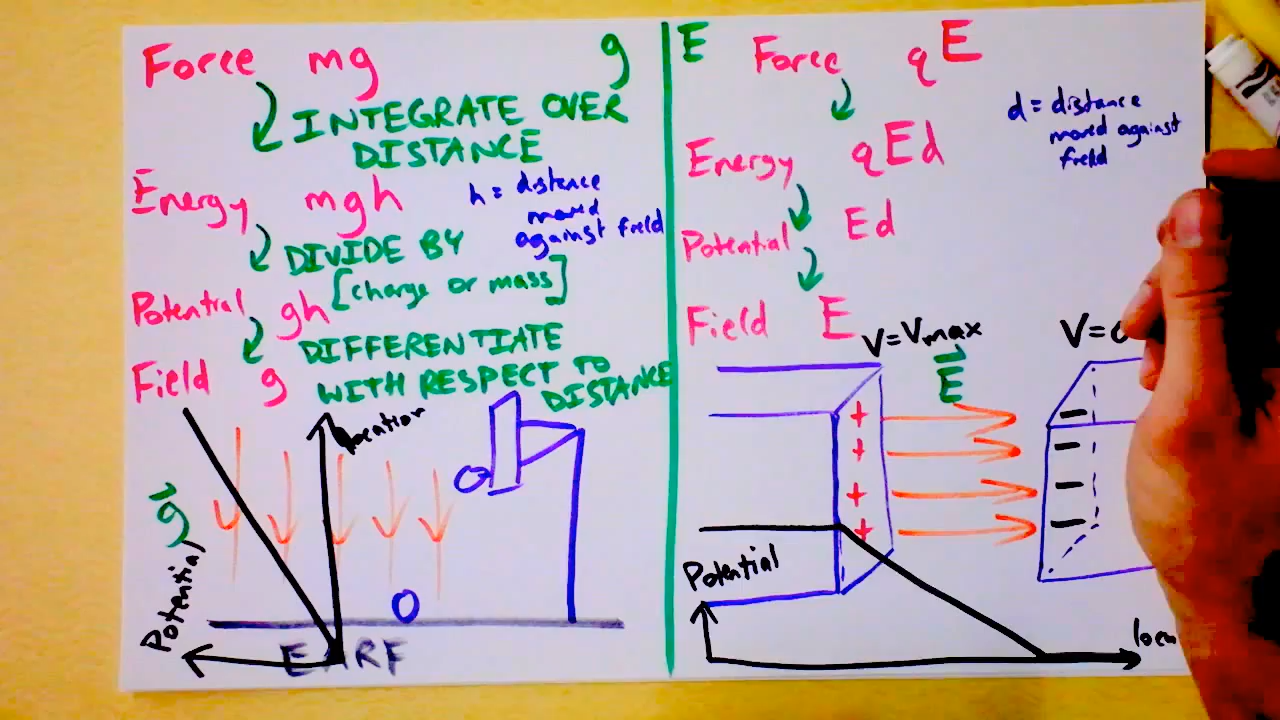 Force mg g
INTEGRATE OVER
DISTANCE
Energy mgh
h = distance
moved
against field
DIVIDE BY
[charge or mass]
Potential gh
DIFFERENTIATE
WITH RESPECT TO
DISTANCE
Field g
location
g
Potential
EARF
E Force qE
d = distance
moved against
field
Energy qEd
Potential Ed
Field E
V=Vmax
V=
E
+
+
+
+
Potential